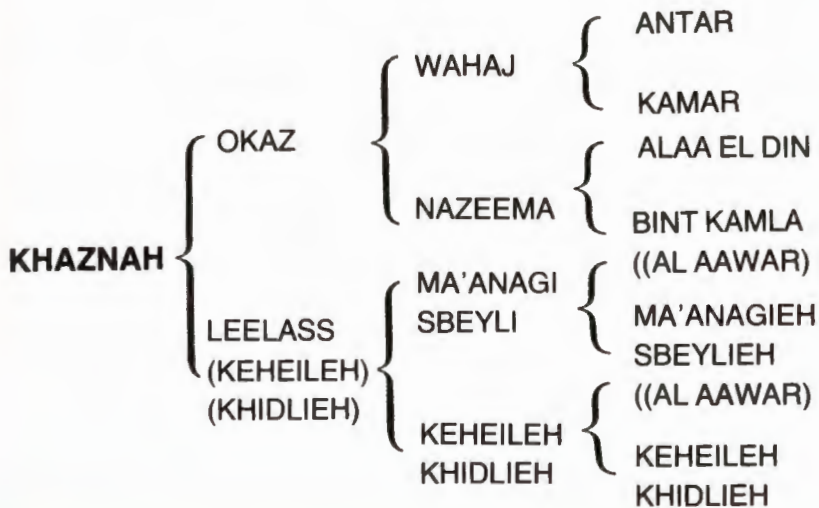 ANTAR
WAHAJ
KAMAR
OKAZ
ALAA EL DIN
NAZEEMA
BINT KAMLA
KHAZNAH
((AL AAWAR)
MA'ANAGI
SBEYLI
MA'ANAGIEH
SBEYLIEH
LEELASS
(KEHEILEH)
(KHIDLIEH)
((AL AAWAR)
KEHEILEH
KHIDLIEH
KEHEILEH
KHIDLIEH